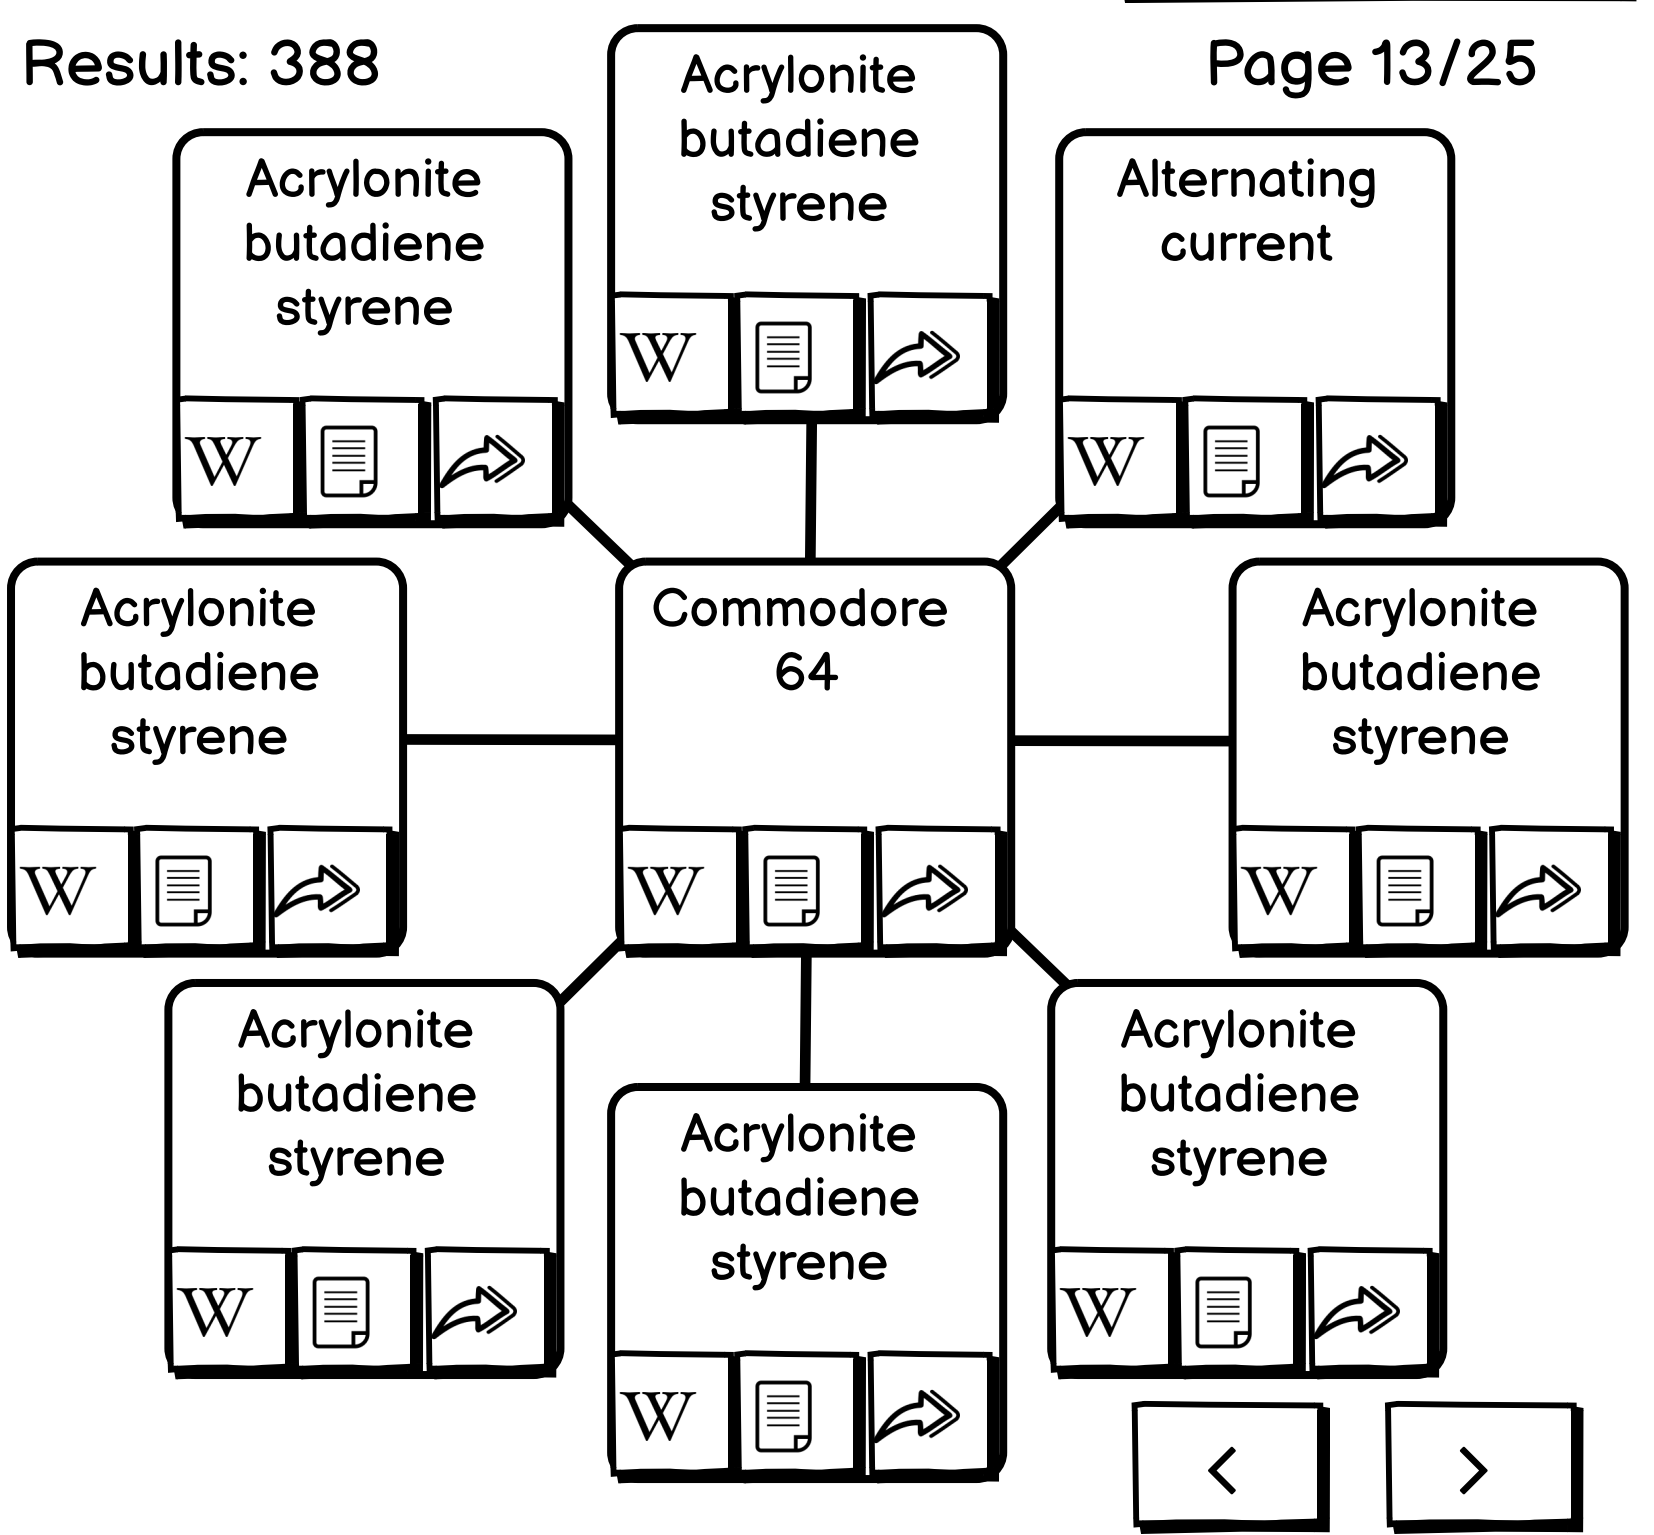 Results: 388
Page 13/25
Acrylonite
butadiene
styrene
W
Acrylonite
butadiene
styrene
W
Alternating
current
W
Acrylonite
butadiene
styrene
W
Commodore
64
W
Acrylonite
butadiene
styrene
W
Acrylonite
butadiene
styrene
W
Acrylonite
butadiene
styrene
W
Acrylonite
butadiene
styrene
W
< >